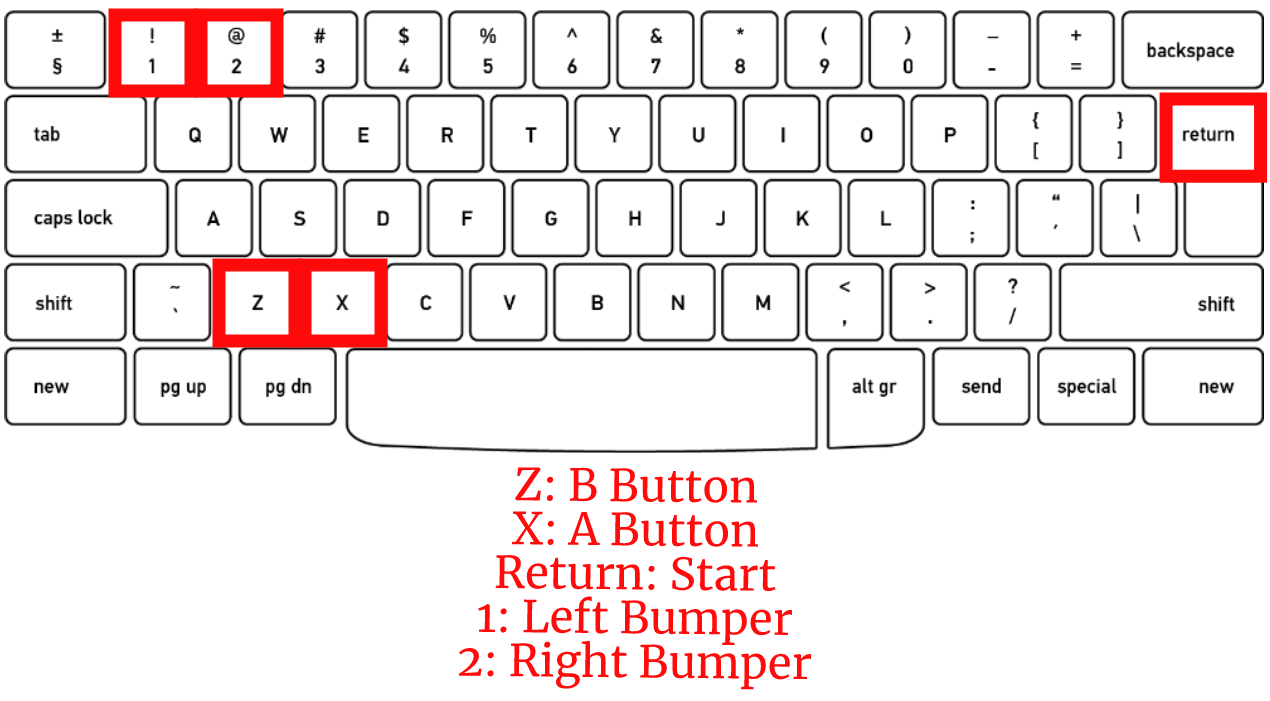 ± ! @ # $ % ^ & * ( ) _ +
§ 1 2 3 4 5 6 7 8 9 0 - = backspace
tab Q W E R T Y U I O P { [ } ] return
caps lock A S D F G H J K L : ; “ ′ | \
shift ~ ` Z X C V B N M < , > . ? / shift
new pg up pg dn alt gr send special new
Z: B Button
X: A Button
Return: Start
1: Left Bumper
2: Right Bumper